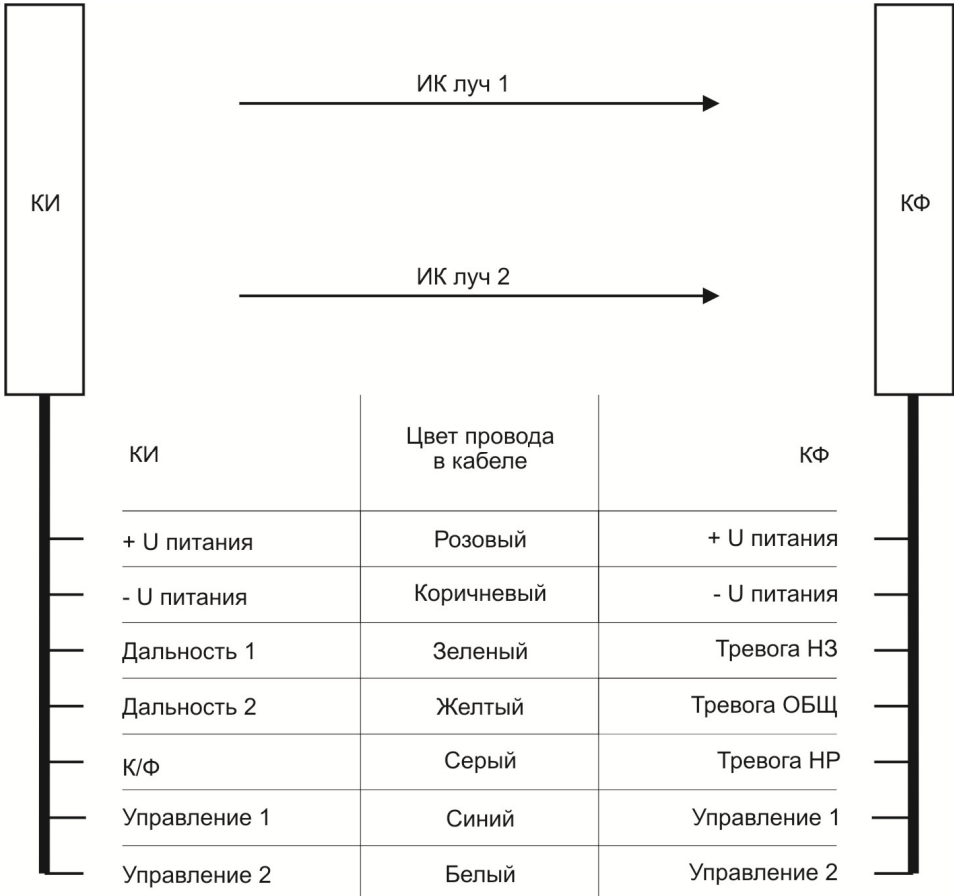 ИК луч 1
КИ
КФ
ИК луч 2
КИ
Цвет провода
в кабеле
КФ
+ U питания
Розовый
+ U питания
- U питания
Коричневый
- U питания
Дальность 1
Зеленый
Тревога НЗ
Дальность 2
Желтый
Тревога ОБЩ
К/Ф
Серый
Тревога НР
Управление 1
Синий
Управление 1
Управление 2
Белый
Управление 2